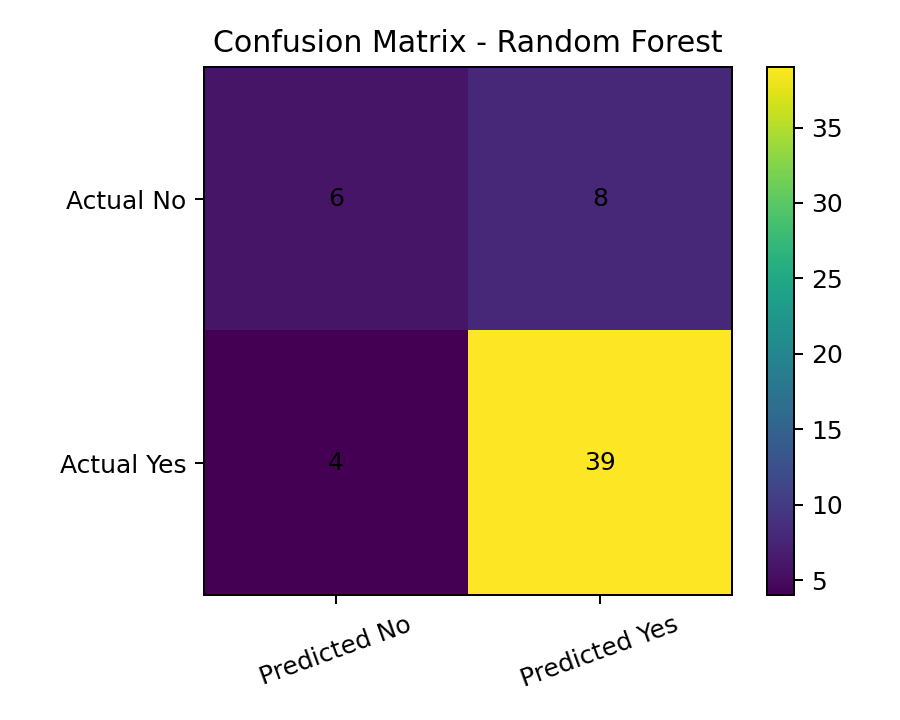 Confusion Matrix - Random Forest
Actual No
6
8
Actual Yes
4
39
Predicted No
Predicted Yes
35
30
25
20
15
10
5